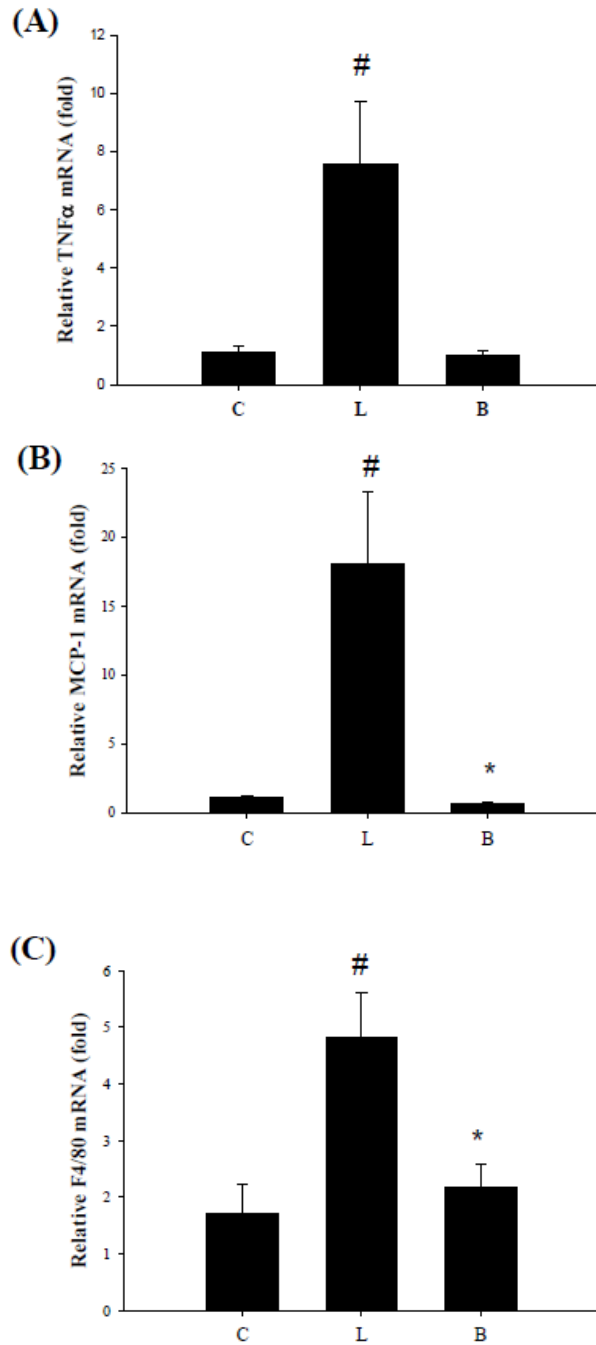 (A)
Relative TNFα mRNA (fold)
12
10
8
6
4
2
0
#
C L B
(B)
Relative MCP-1 mRNA (fold)
25
20
15
10
5
0
#
*
C L B
(C)
Relative F4/80 mRNA (fold)
6
5
4
3
2
1
0
#
*
C L B